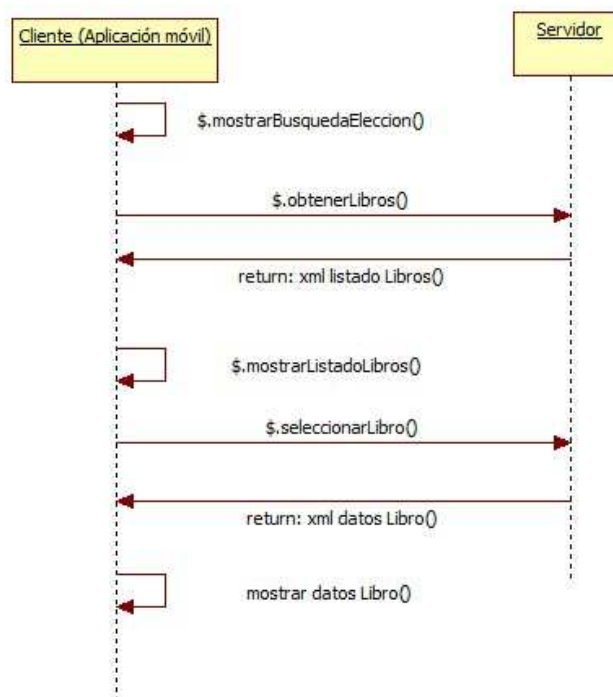 Cliente (Aplicación móvil)
Servidor
$.mostrarBusquedaEleccion()
$.obtenerLibros()
return: xml listado Libros()
$.mostrarListadoLibros()
$.seleccionarLibro()
return: xml datos Libro()
mostrar datos Libro()